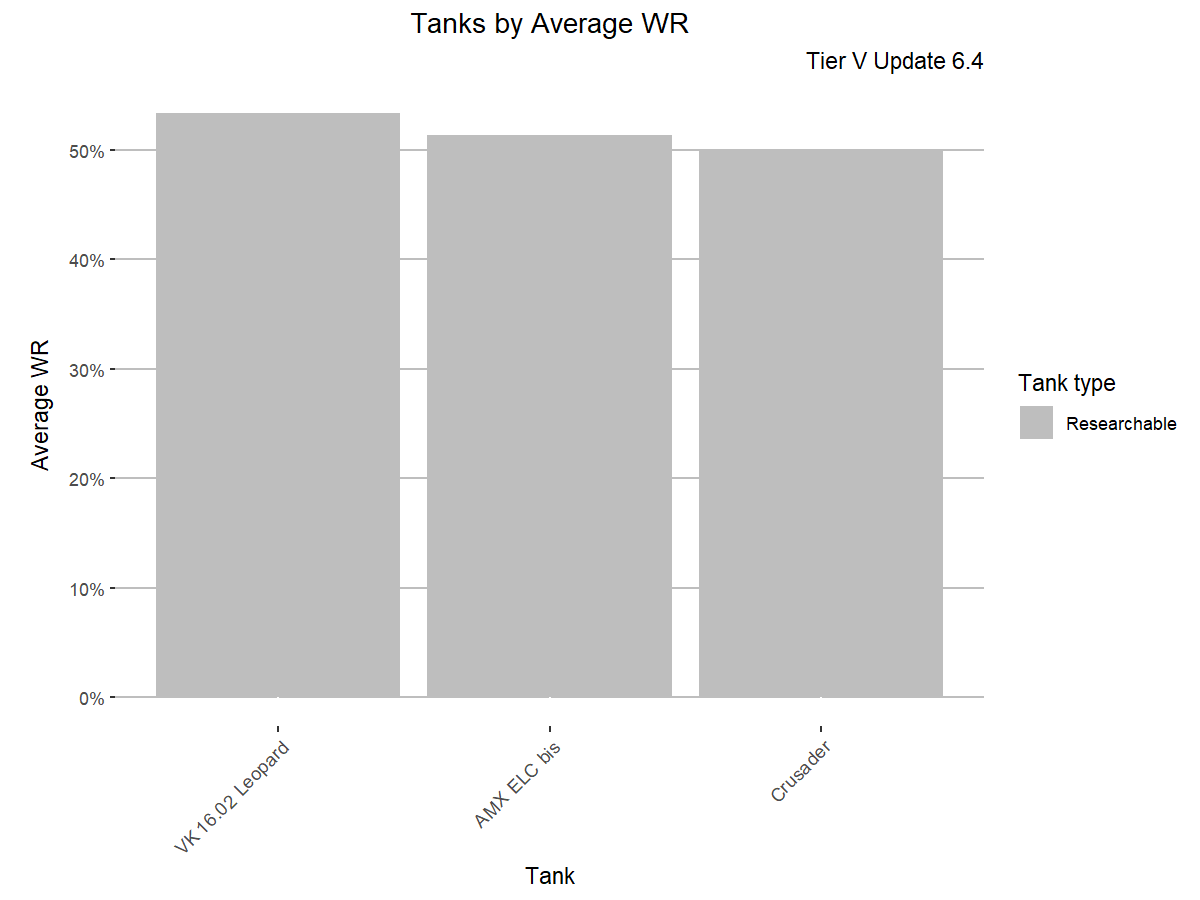 Tanks by Average WR
Tier V Update 6.4
Average WR
50%
40%
30%
20%
10%
0%
VK 16.02 Leopard
AMX ELC bis
Crusader
Tank
Tank type
Researchable